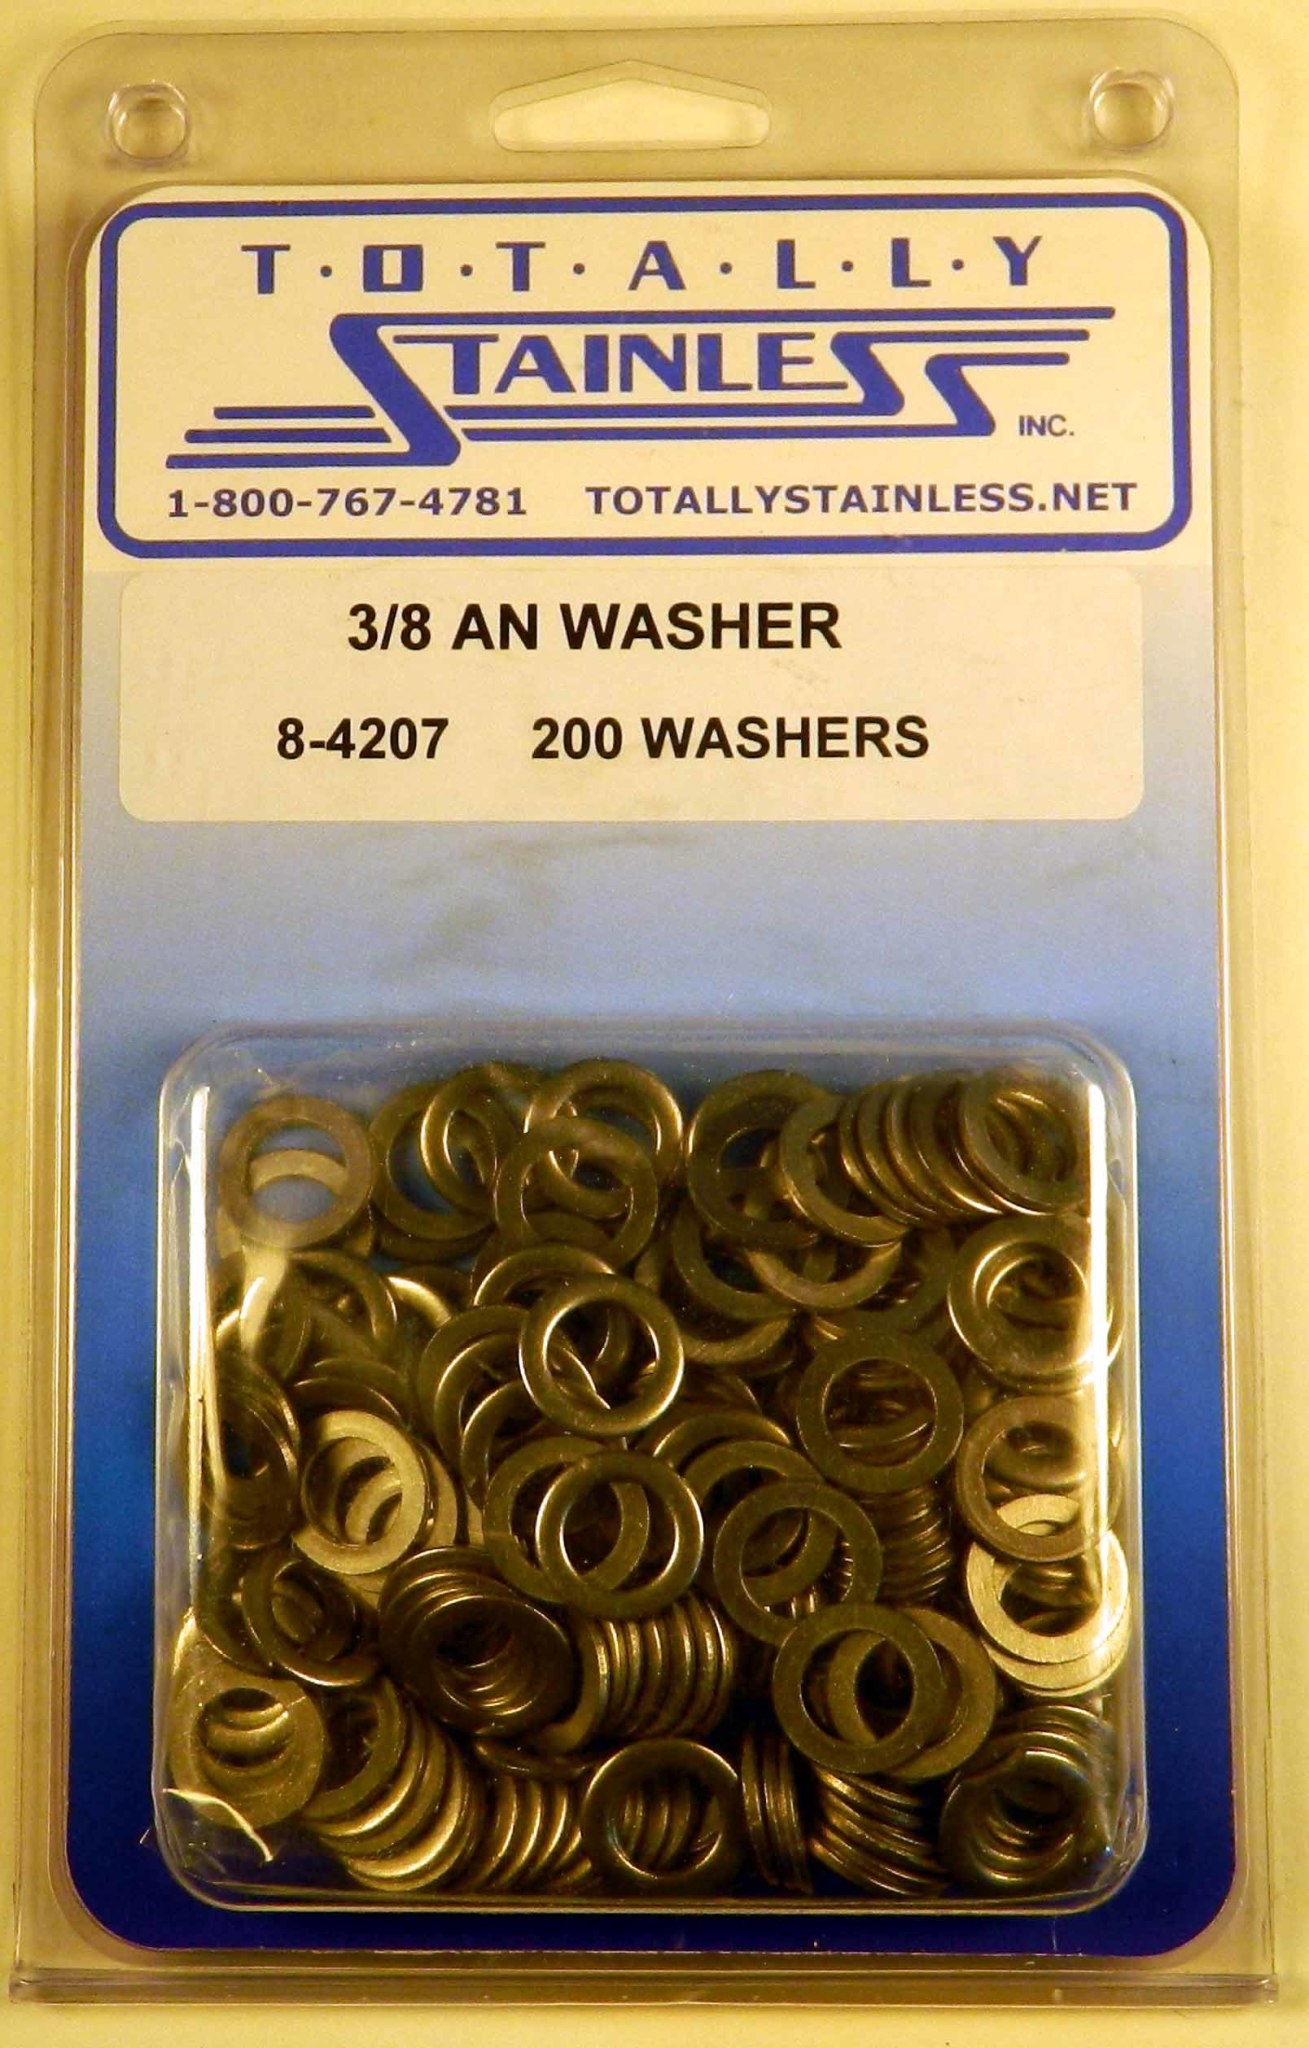 T·O·T·A·L·L·Y
STAINLESS
INC.
1-800-767-4781 TOTALLYSTAINLESS.NET
3/8 AN WASHER
8-4207 200 WASHERS